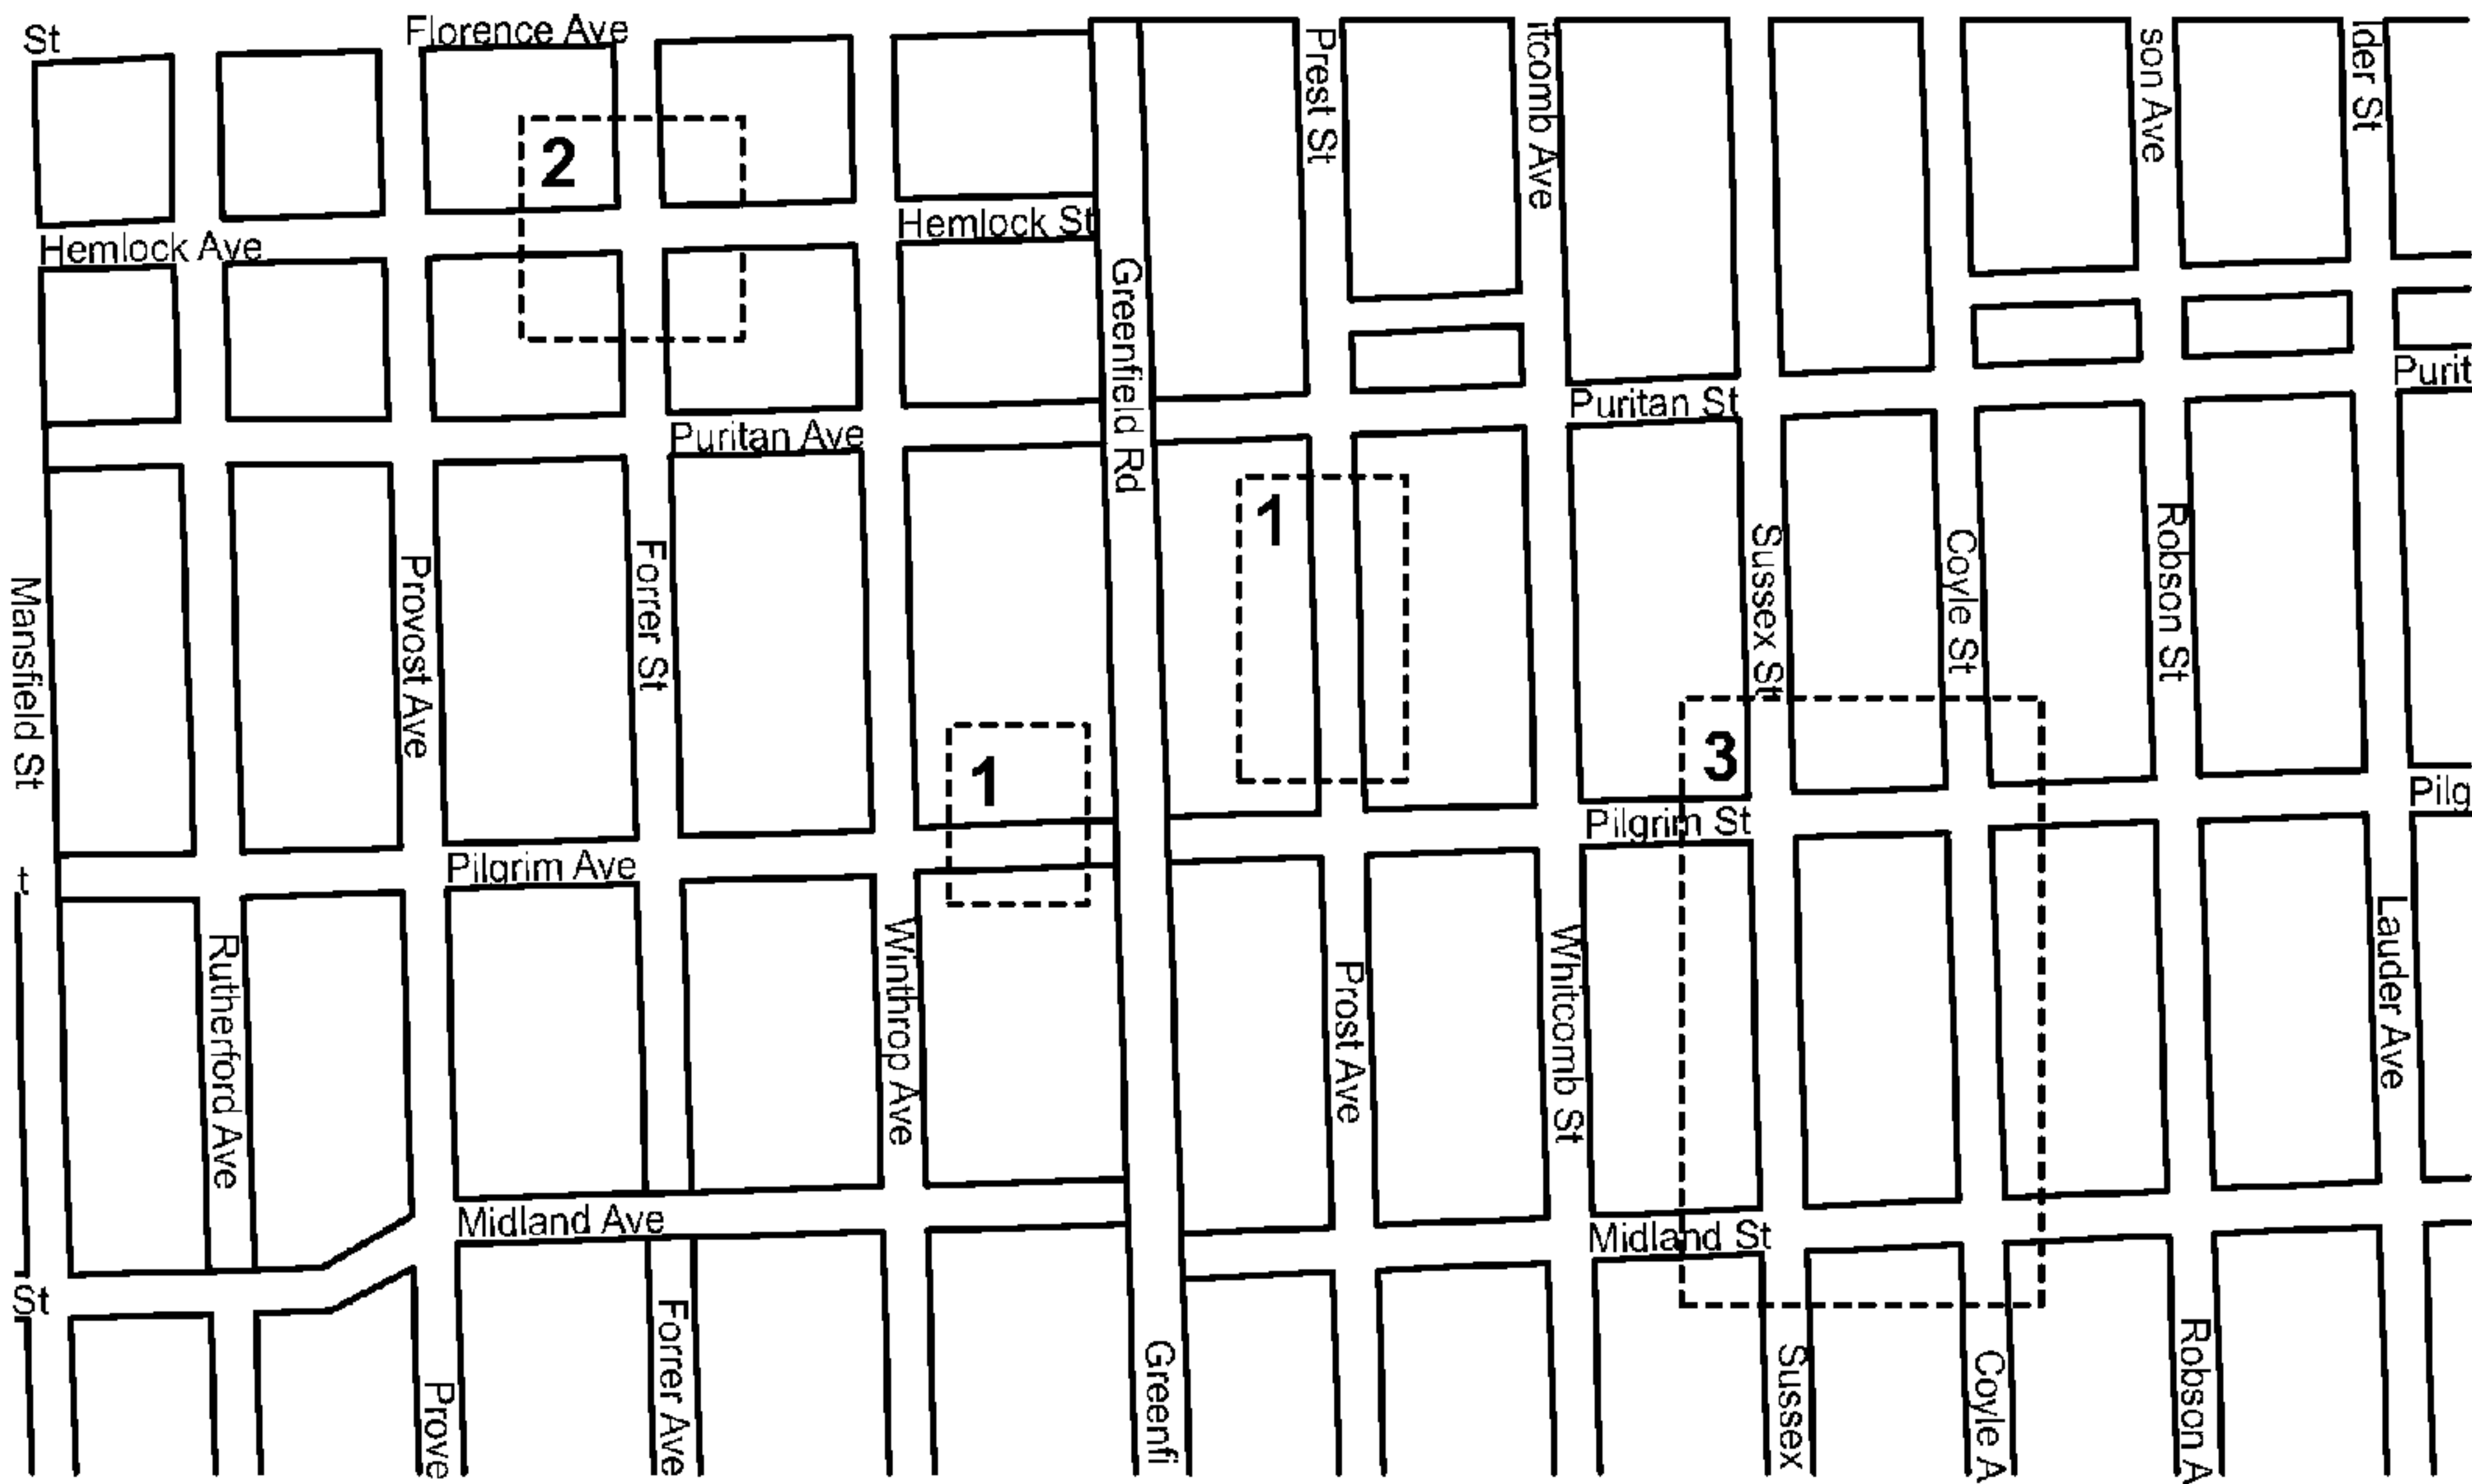 St
Florence Ave
Prest St
itcomb Ave
son Ave
lder St
2
Hemlock Ave
Hemlock St
Greenfield Rd
Puritan St
Purit
Puritan Ave
1
Mansfield St
Provost Ave
Forrer St
Sussex St
Coyle St
Robson St
1
3
Pilgrim St
Pilg
Pilgrim Ave
t
Rutherford Ave
Winthrop Ave
Prost Ave
Whitcomb St
Lauder Ave
Midland Ave
Midland St
St
Forrer Ave
Prove
Greenfi
Sussex
Coyle A
Robson A